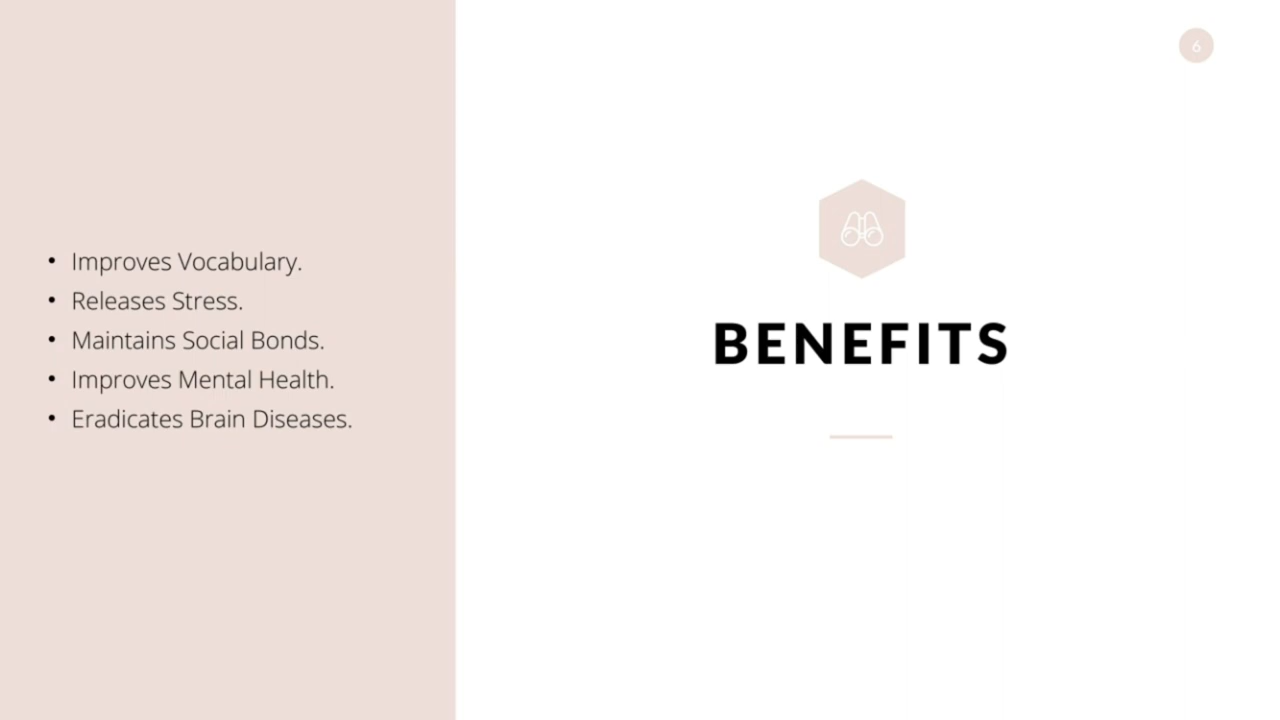 6
• Improves Vocabulary.
• Releases Stress.
• Maintains Social Bonds.
• Improves Mental Health.
• Eradicates Brain Diseases.
BENEFITS